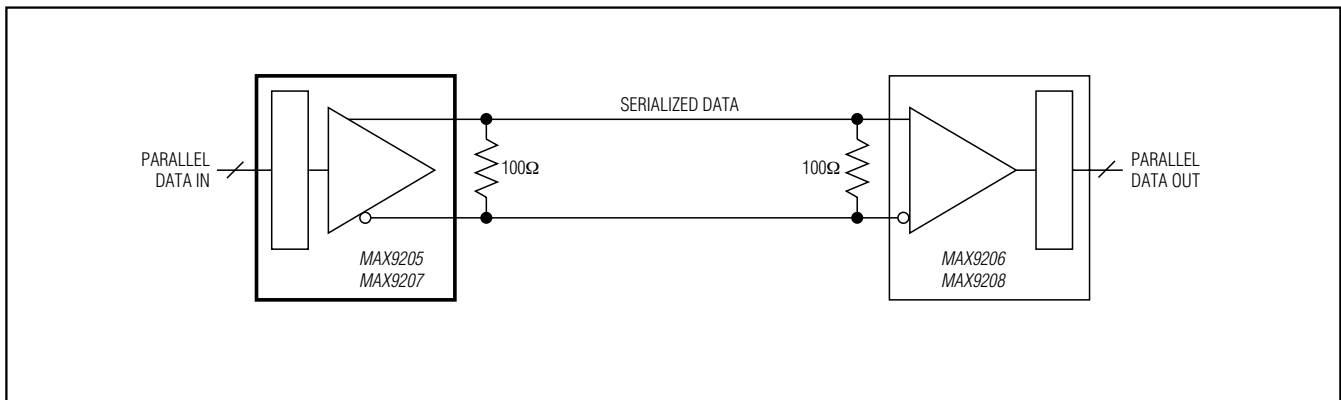 SERIALIZED DATA
PARALLEL
DATA IN
100Ω
100Ω
PARALLEL
DATA OUT
MAX9205
MAX9207
MAX9206
MAX9208